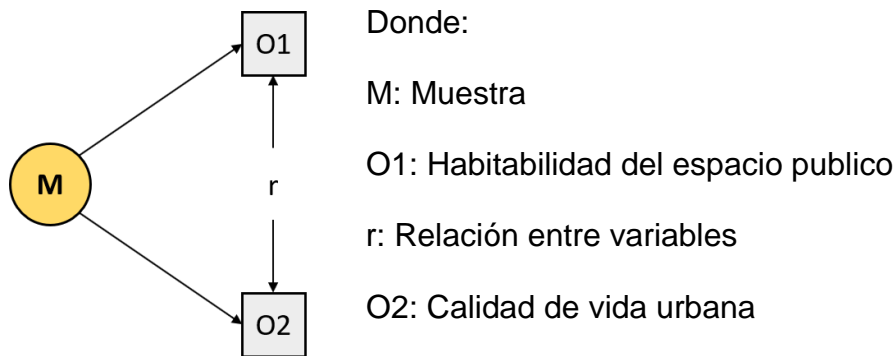 O1
Donde:
M: Muestra
M
r
O1: Habitabilidad del espacio publico
r: Relación entre variables
O2
O2: Calidad de vida urbana